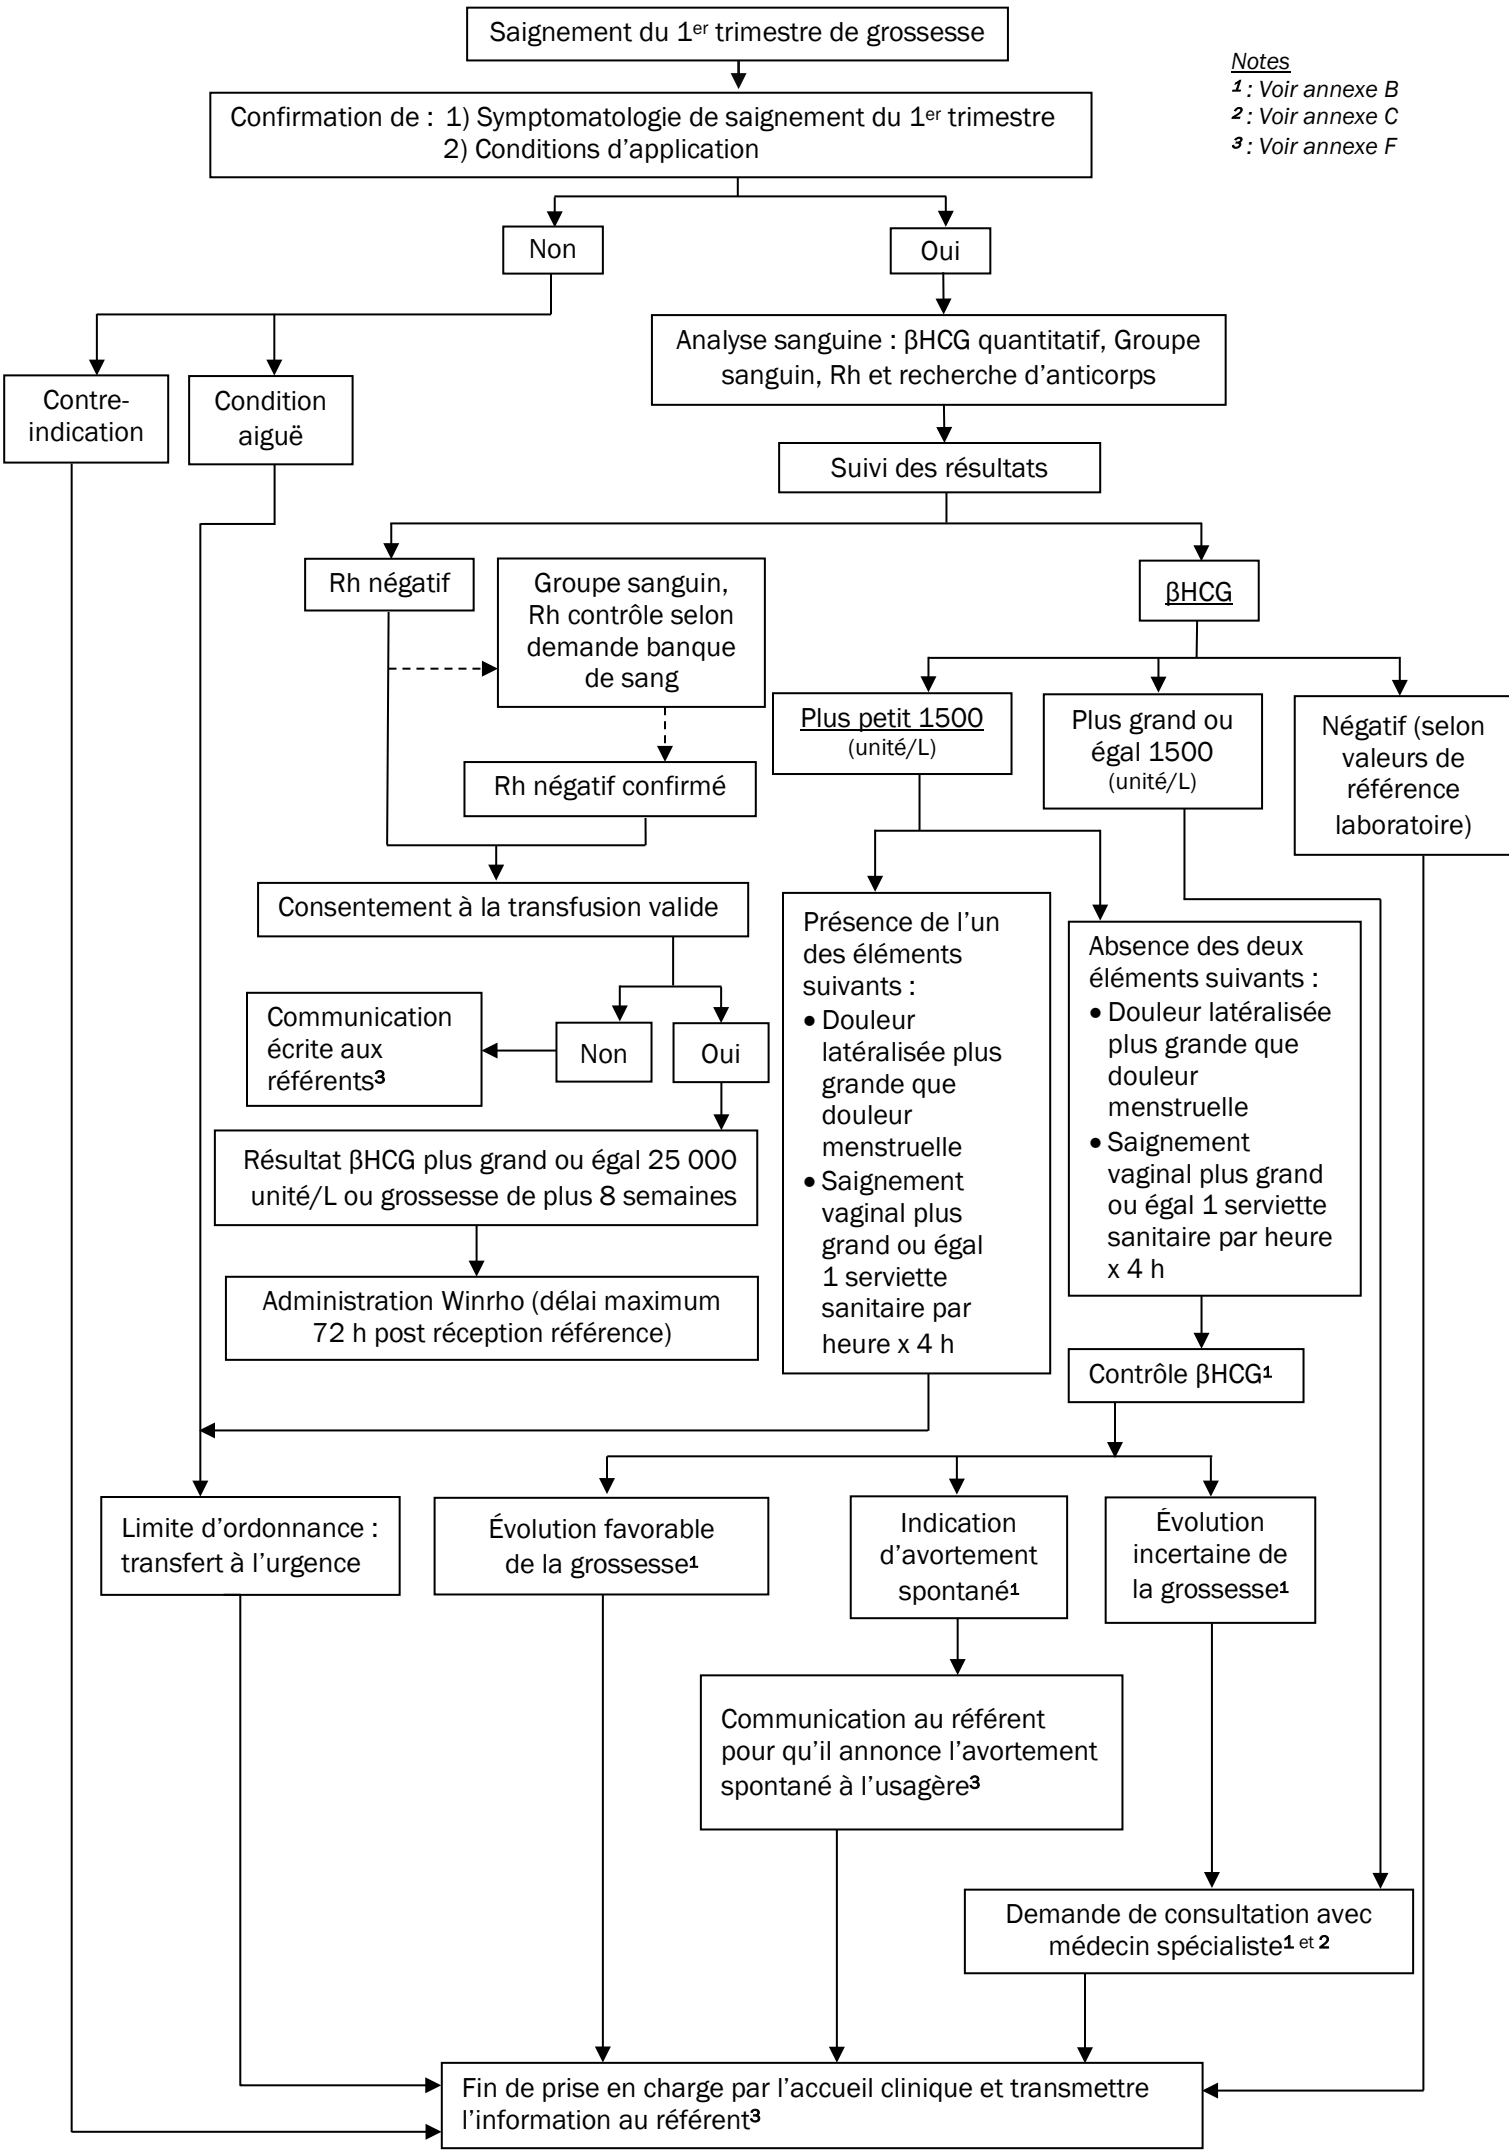 Saignement du 1er trimestre de grossesse
Notes
1 : Voir annexe B
2 : Voir annexe C
3 : Voir annexe F
Confirmation de : 1) Symptomatologie de saignement du 1er trimestre
2) Conditions d'application
Non
Oui
Analyse sanguine : βHCG quantitatif, Groupe
sanguin, Rh et recherche d'anticorps
Contre-
indication
Condition
aiguë
Suivi des résultats
Rh négatif
Groupe sanguin,
Rh contrôle selon
demande banque
de sang
βHCG
Plus petit 1500
(unité/L)
Plus grand ou
égal 1500
(unité/L)
Négatif (selon
valeurs de
référence
laboratoire)
Rh négatif confirmé
Consentement à la transfusion valide
Présence de l'un
des éléments
suivants :
• Douleur
latéralisée plus
grande que
douleur
menstruelle
• Saignement
vaginal plus
grand ou égal
1 serviette
sanitaire par
heure x 4 h
Absence des deux
éléments suivants :
• Douleur latéralisée
plus grande que
douleur
menstruelle
• Saignement
vaginal plus grand
ou égal 1 serviette
sanitaire par heure
x 4 h
Communication
écrite aux
référents3
Non
Oui
Résultat βHCG plus grand ou égal 25 000
unité/L ou grossesse de plus 8 semaines
Administration Winrho (délai maximum
72 h post réception référence)
Contrôle βHCG1
Limite d'ordonnance :
transfert à l'urgence
Évolution favorable
de la grossesse1
Indication
d'avortement
spontané1
Évolution
incertaine de
la grossesse1
Communication au référent
pour qu'il annonce l'avortement
spontané à l'usagère3
Demande de consultation avec
médecin spécialiste1 et 2
Fin de prise en charge par l'accueil clinique et transmettre
l'information au référent3